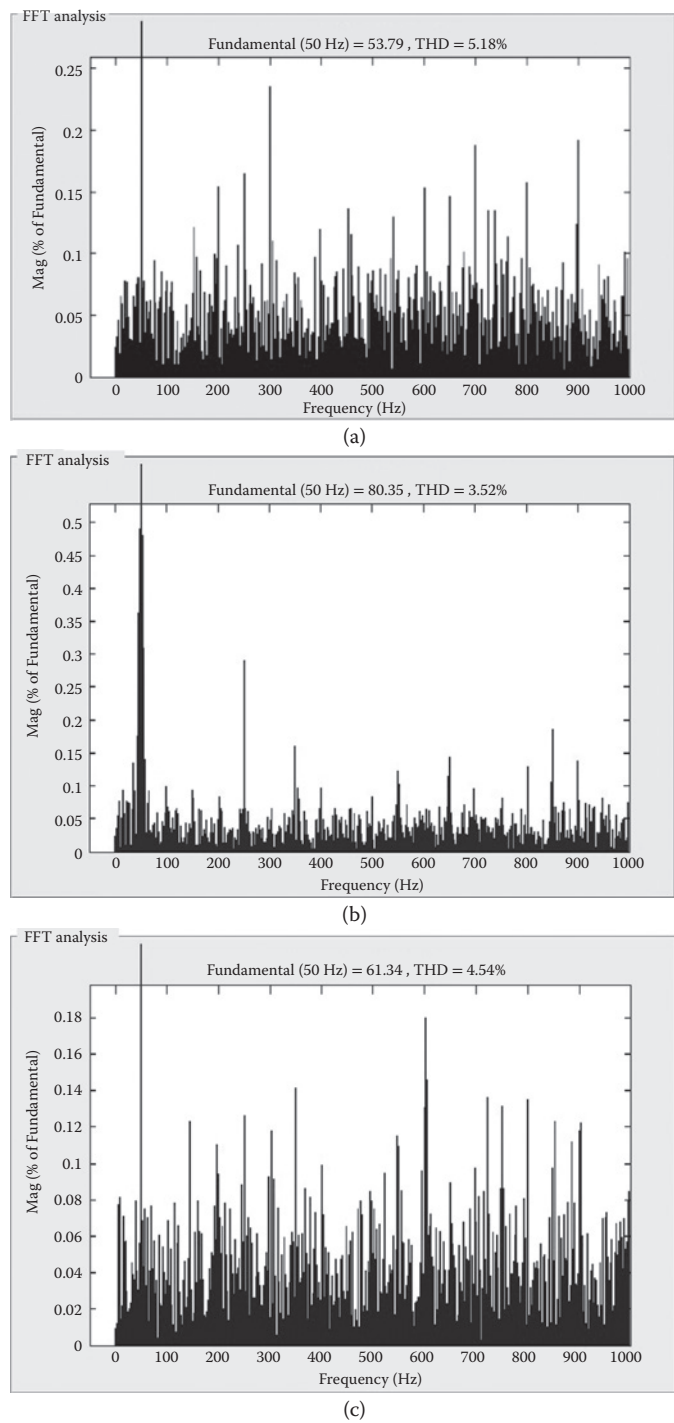 FFT analysis
Fundamental (50 Hz) = 53.79 , THD = 5.18%
Mag (% of Fundamental)
0.25
0.2
0.15
0.1
0.05
0
0 100 200 300 400 500 600 700 800 900 1000
Frequency (Hz)
(a)
FFT analysis
Fundamental (50 Hz) = 80.35 , THD = 3.52%
Mag (% of Fundamental)
0.5
0.45
0.4
0.35
0.3
0.25
0.2
0.15
0.1
0.05
0
0 100 200 300 400 500 600 700 800 900 1000
Frequency (Hz)
(b)
FFT analysis
Fundamental (50 Hz) = 61.34 , THD = 4.54%
Mag (% of Fundamental)
0.18
0.16
0.14
0.12
0.1
0.08
0.06
0.04
0.02
0
0 100 200 300 400 500 600 700 800 900 1000
Frequency (Hz)
(c)